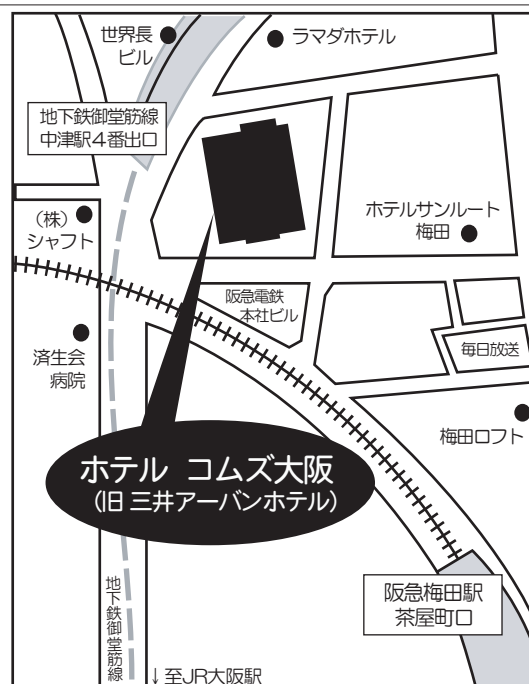 世界長
ビル
ラマダホテル
地下鉄御堂筋線
中津駅4番出口
(株)
シャフト
ホテルサンルート
梅田
阪急電鉄
本社ビル
毎日放送
済生会
病院
梅田ロフト
ホテル コムズ大阪
(旧 三井アーバンホテル)
阪急梅田駅
茶屋町口
地下鉄御堂筋線
↓至JR大阪駅